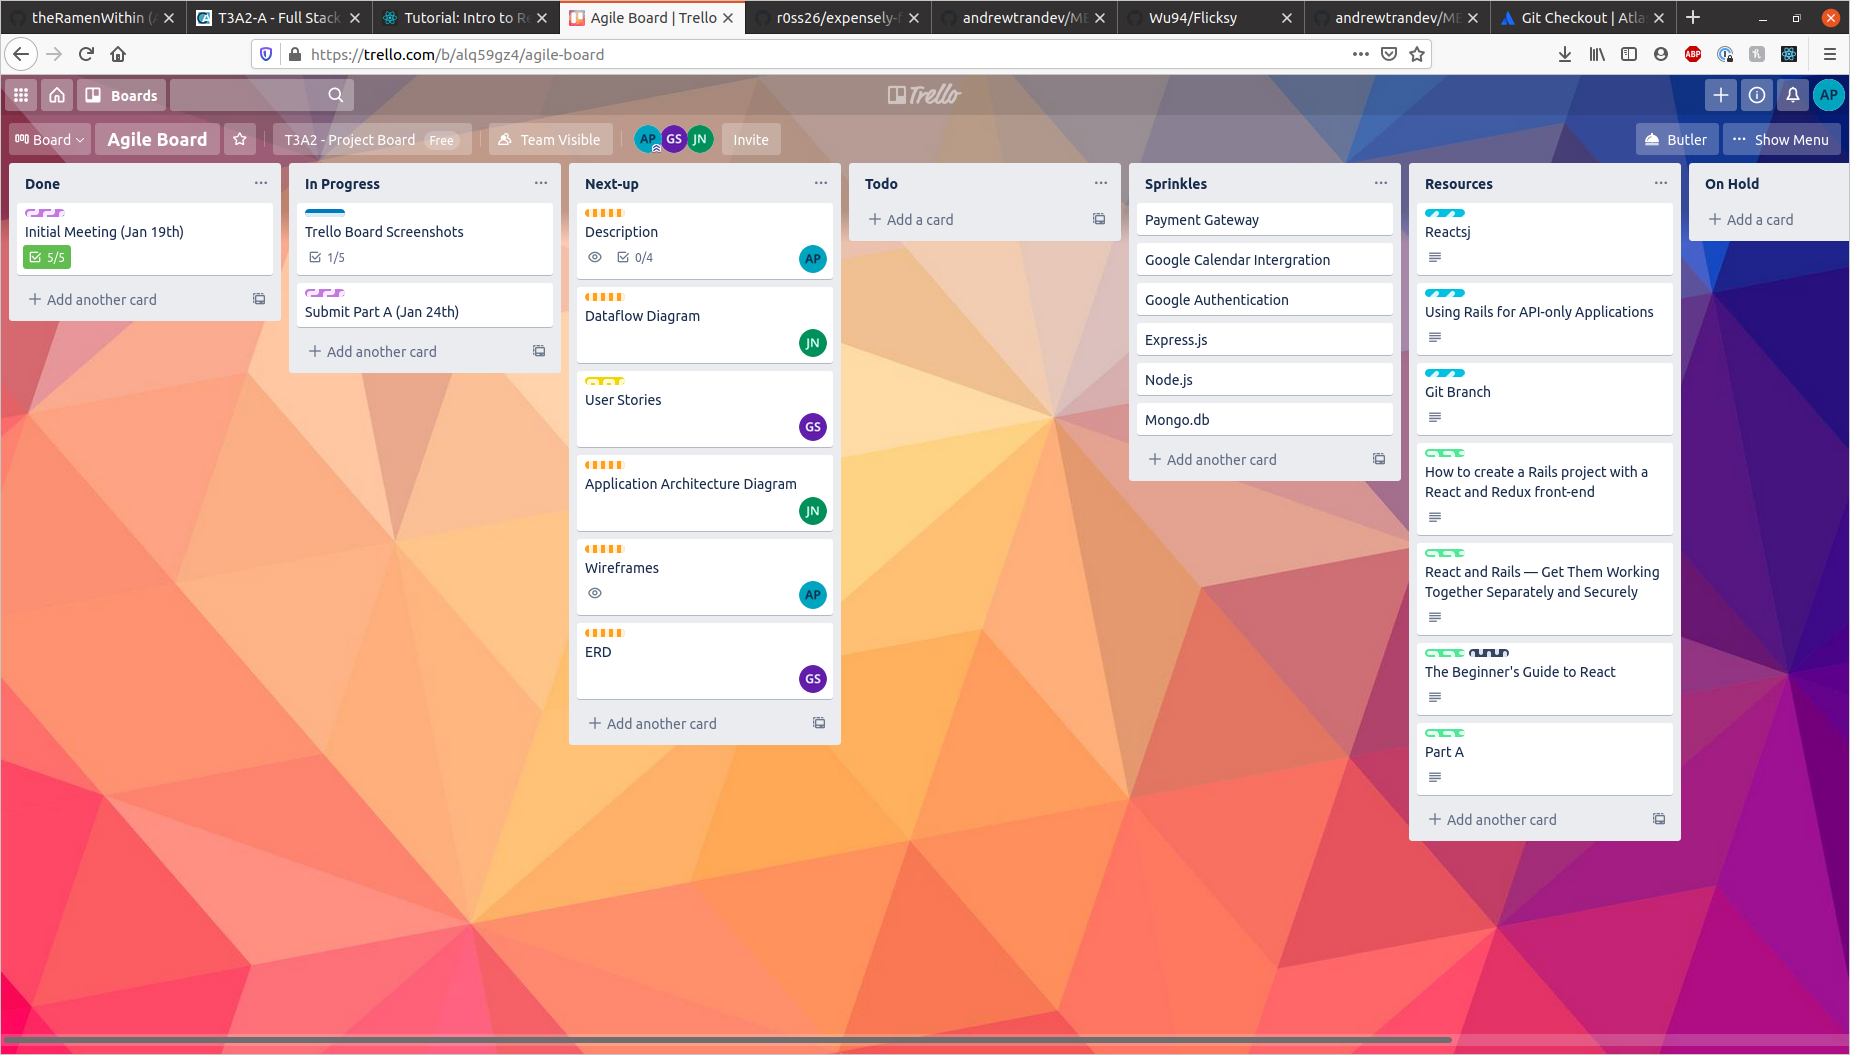 theRamenWithin (A
T3A2-A - Full Stack
Tutorial: Intro to Re
Agile Board | Trello
r0ss26/expensely-f
andrewtrandev/ME
Wu94/Flicksy
andrewtrandev/ME
Git Checkout | Atla
https://trello.com/b/alq59gz4/agile-board
ABP
Boards
Trello
AP
Board
Agile Board
T3A2 - Project Board Free
Team Visible
AP GS JN
Invite
Butler
Show Menu
Done
Initial Meeting (Jan 19th)
5/5
Add another card
In Progress
Trello Board Screenshots
1/5
Submit Part A (Jan 24th)
Add another card
Next-up
Description
0/4
AP
Dataflow Diagram
JN
User Stories
GS
Application Architecture Diagram
JN
Wireframes
AP
ERD
GS
Add another card
Todo
Add a card
Sprinkles
Payment Gateway
Google Calendar Intergration
Google Authentication
Express.js
Node.js
Mongo.db
Add another card
Resources
Reactsj
Using Rails for API-only Applications
Git Branch
How to create a Rails project with a
React and Redux front-end
React and Rails — Get Them Working
Together Separately and Securely
The Beginner's Guide to React
Part A
Add another card
On Hold
Add a card